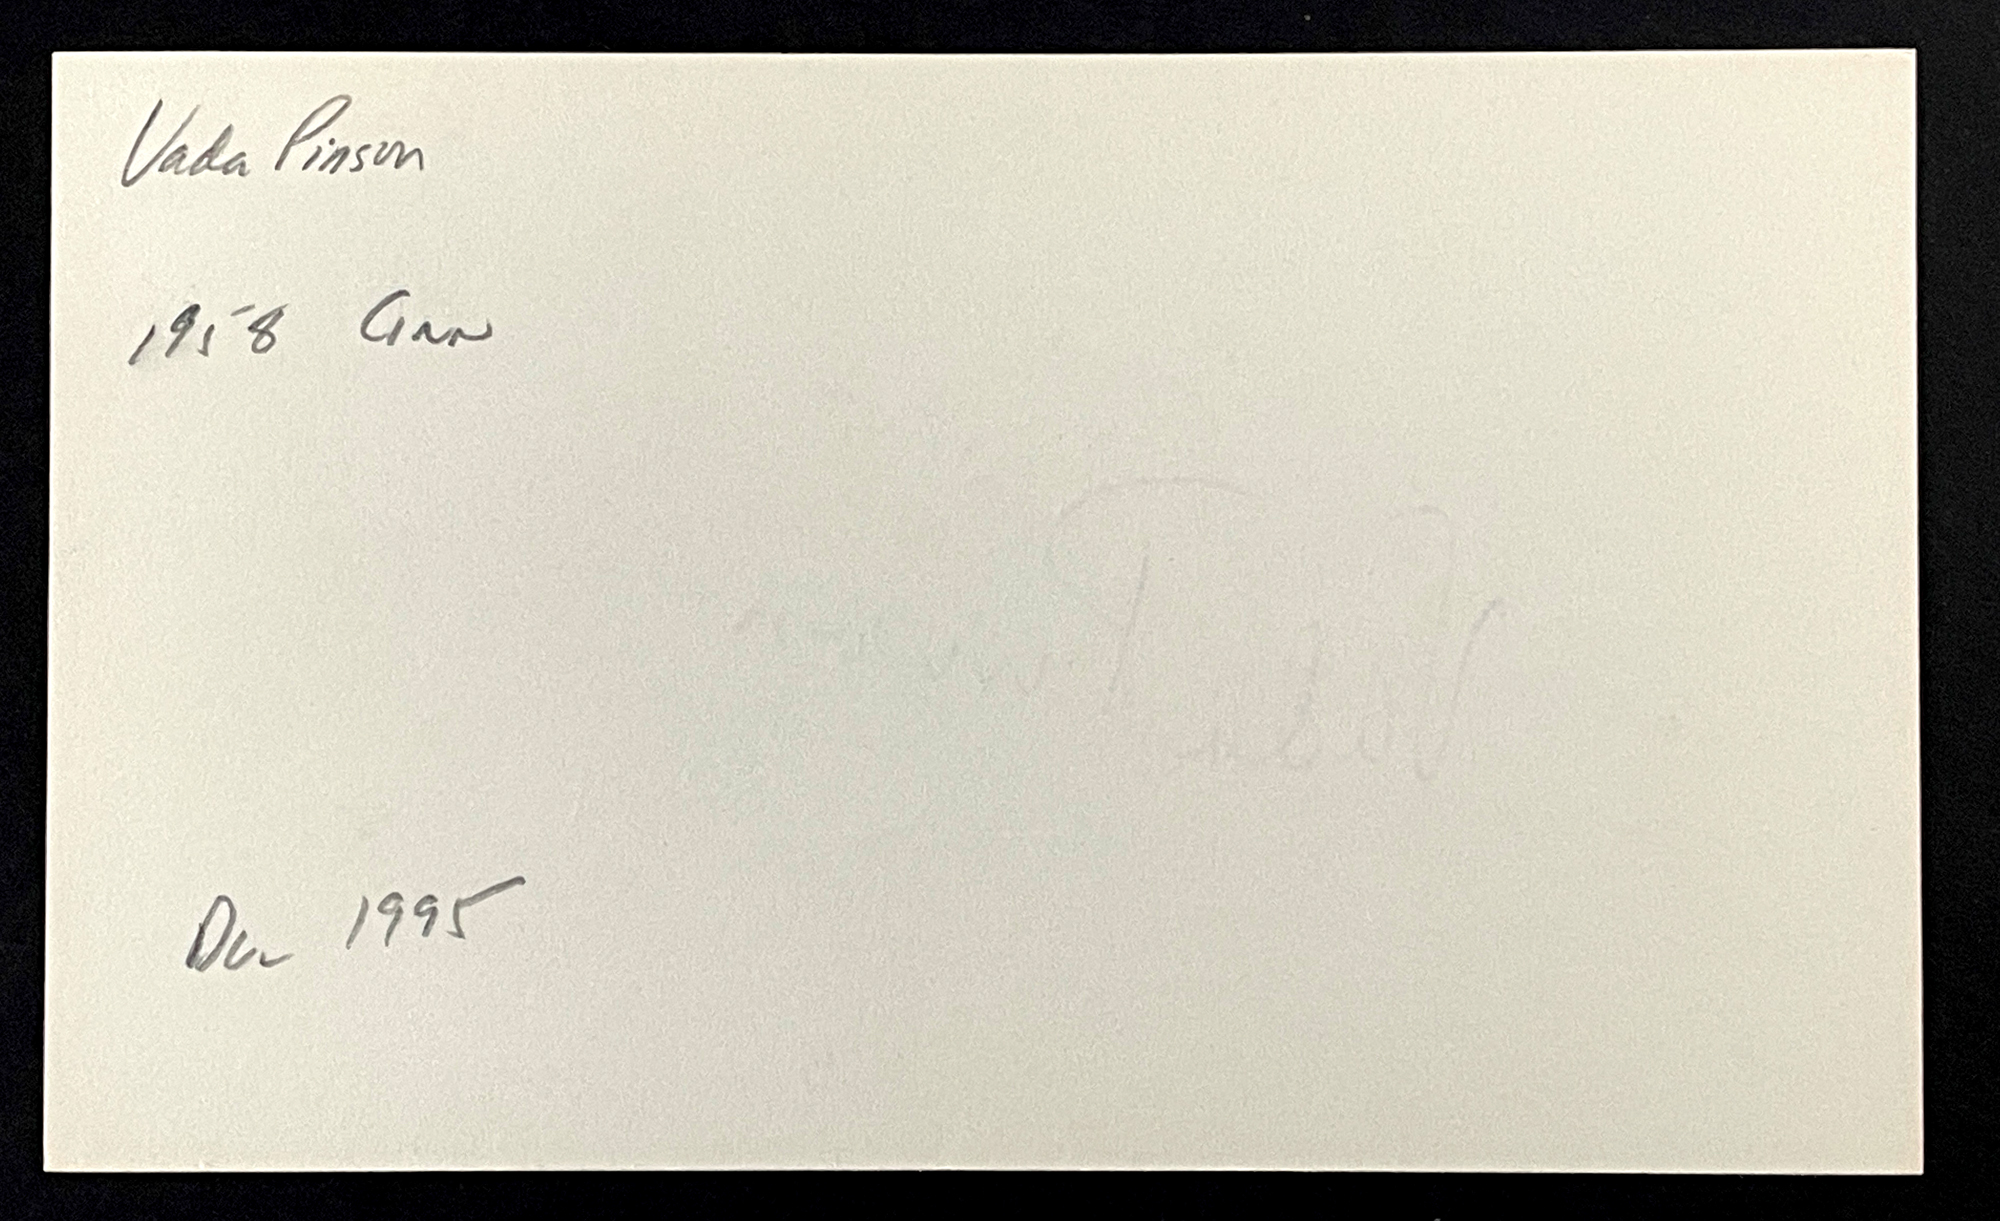 Vada Pinson
1958 Cinn
Dec 1995